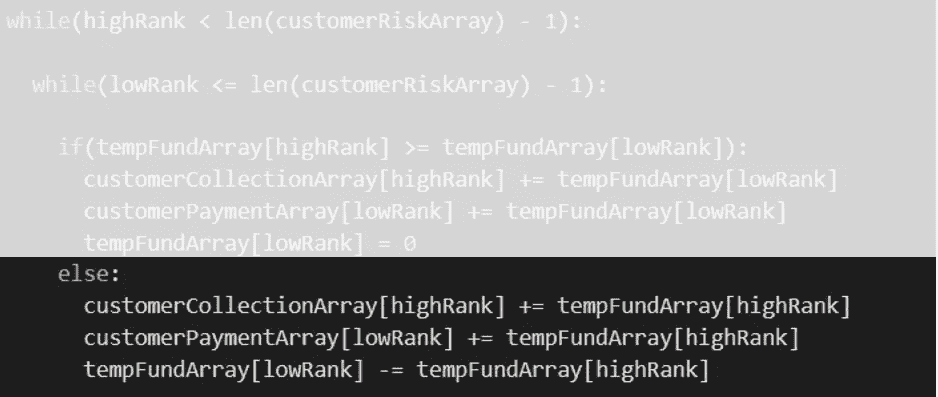 while(highRank < len(customerRiskArray) - 1):
while(lowRank <= len(customerRiskArray) - 1):
if(tempFundArray[highRank] >= tempFundArray[lowRank]):
customerCollectionArray[highRank] += tempFundArray[lowRank]
customerPaymentArray[lowRank] += tempFundArray[lowRank]
tempFundArray[lowRank] = 0
else:
customerCollectionArray[highRank] += tempFundArray[highRank]
customerPaymentArray[lowRank] += tempFundArray[highRank]
tempFundArray[lowRank] -= tempFundArray[highRank]